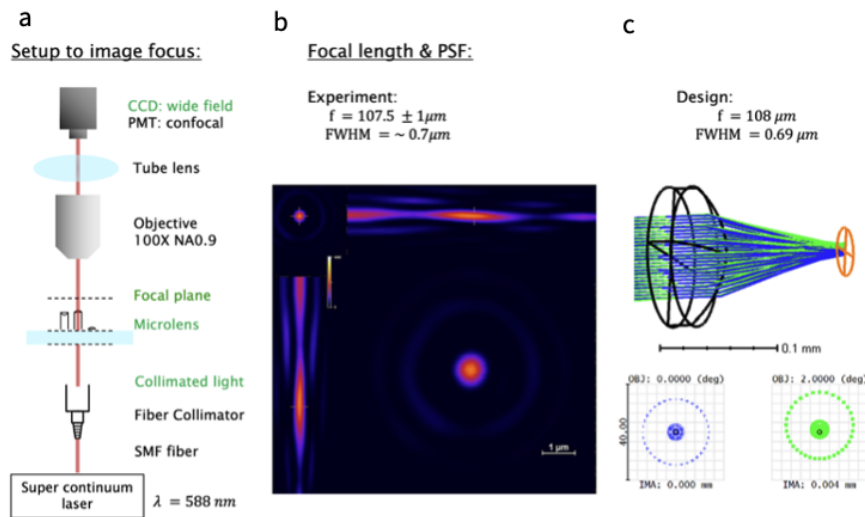 a
Setup to image focus:
CCD: wide field
PMT: confocal
Tube lens
Objective
100X NA0.9
Focal plane
Microlens
Collimated light
Fiber Collimator
SMF fiber
Super continuum
laser
λ = 588 nm
b
Focal length & PSF:
Experiment:
f = 107.5 ± 1μm
FWHM = ~ 0.7μm
1 μm
c
Design:
f = 108 μm
FWHM = 0.69 μm
0.1 mm
OBJ: 0.0000 (deg)
OBJ: 2.0000 (deg)
40.00
IMA: 0.000 mm
IMA: 0.004 mm